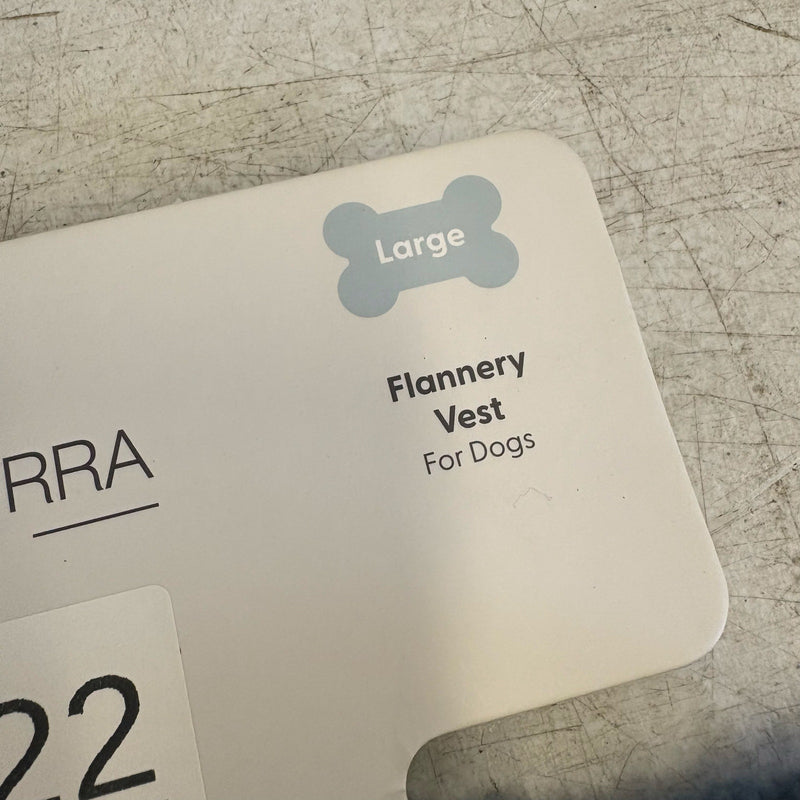 Large
Flannery
Vest
For Dogs
RRA
22